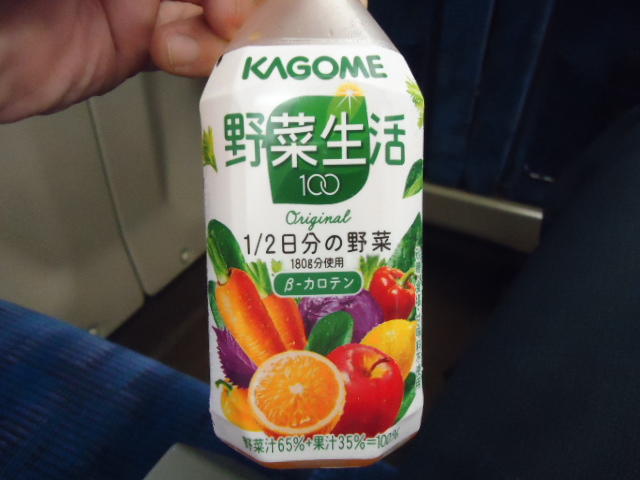 KAGOME
野菜生活
100
Original
1/2日分の野菜
180g分使用
β-カロテン
野菜汁65%+果汁35%=100%